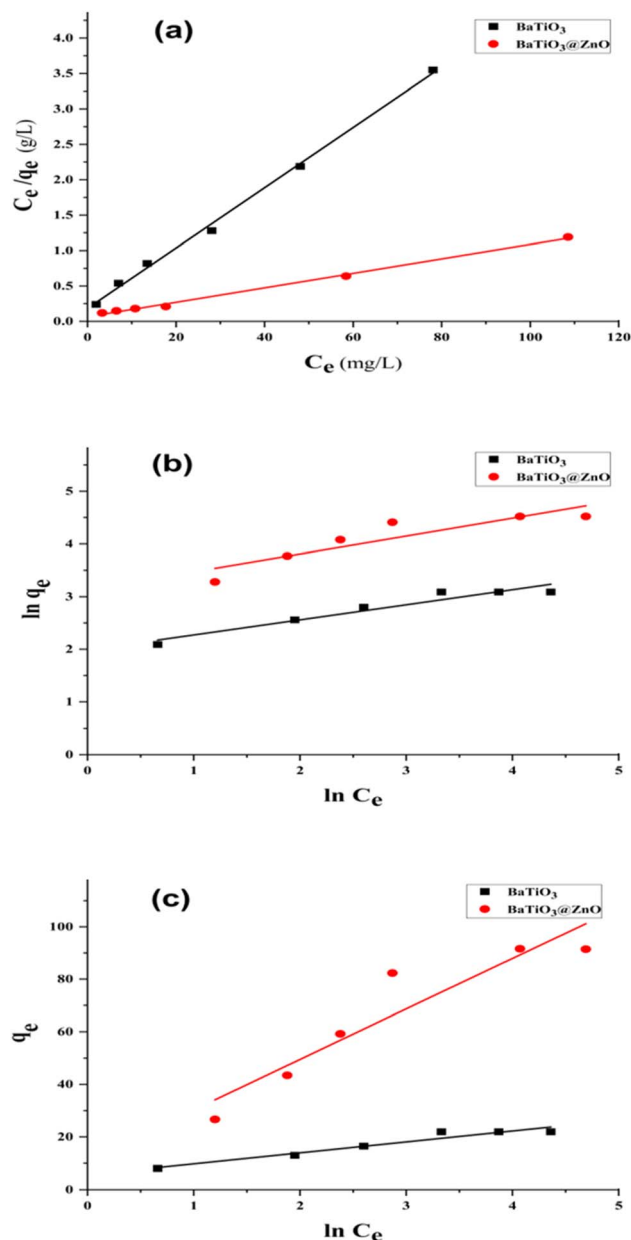 (a)
BaTiO₃
BaTiO₃@ZnO
Cₑ/qₑ (g/L)
4.0
3.5
3.0
2.5
2.0
1.5
1.0
0.5
0.0
0 20 40 60 80 100 120
Cₑ (mg/L)
(b)
BaTiO₃
BaTiO₃@ZnO
ln qₑ
5
4
3
2
1
0
0 1 2 3 4 5
ln Cₑ
(c)
BaTiO₃
BaTiO₃@ZnO
qₑ
100
80
60
40
20
0
0 1 2 3 4 5
ln Cₑ